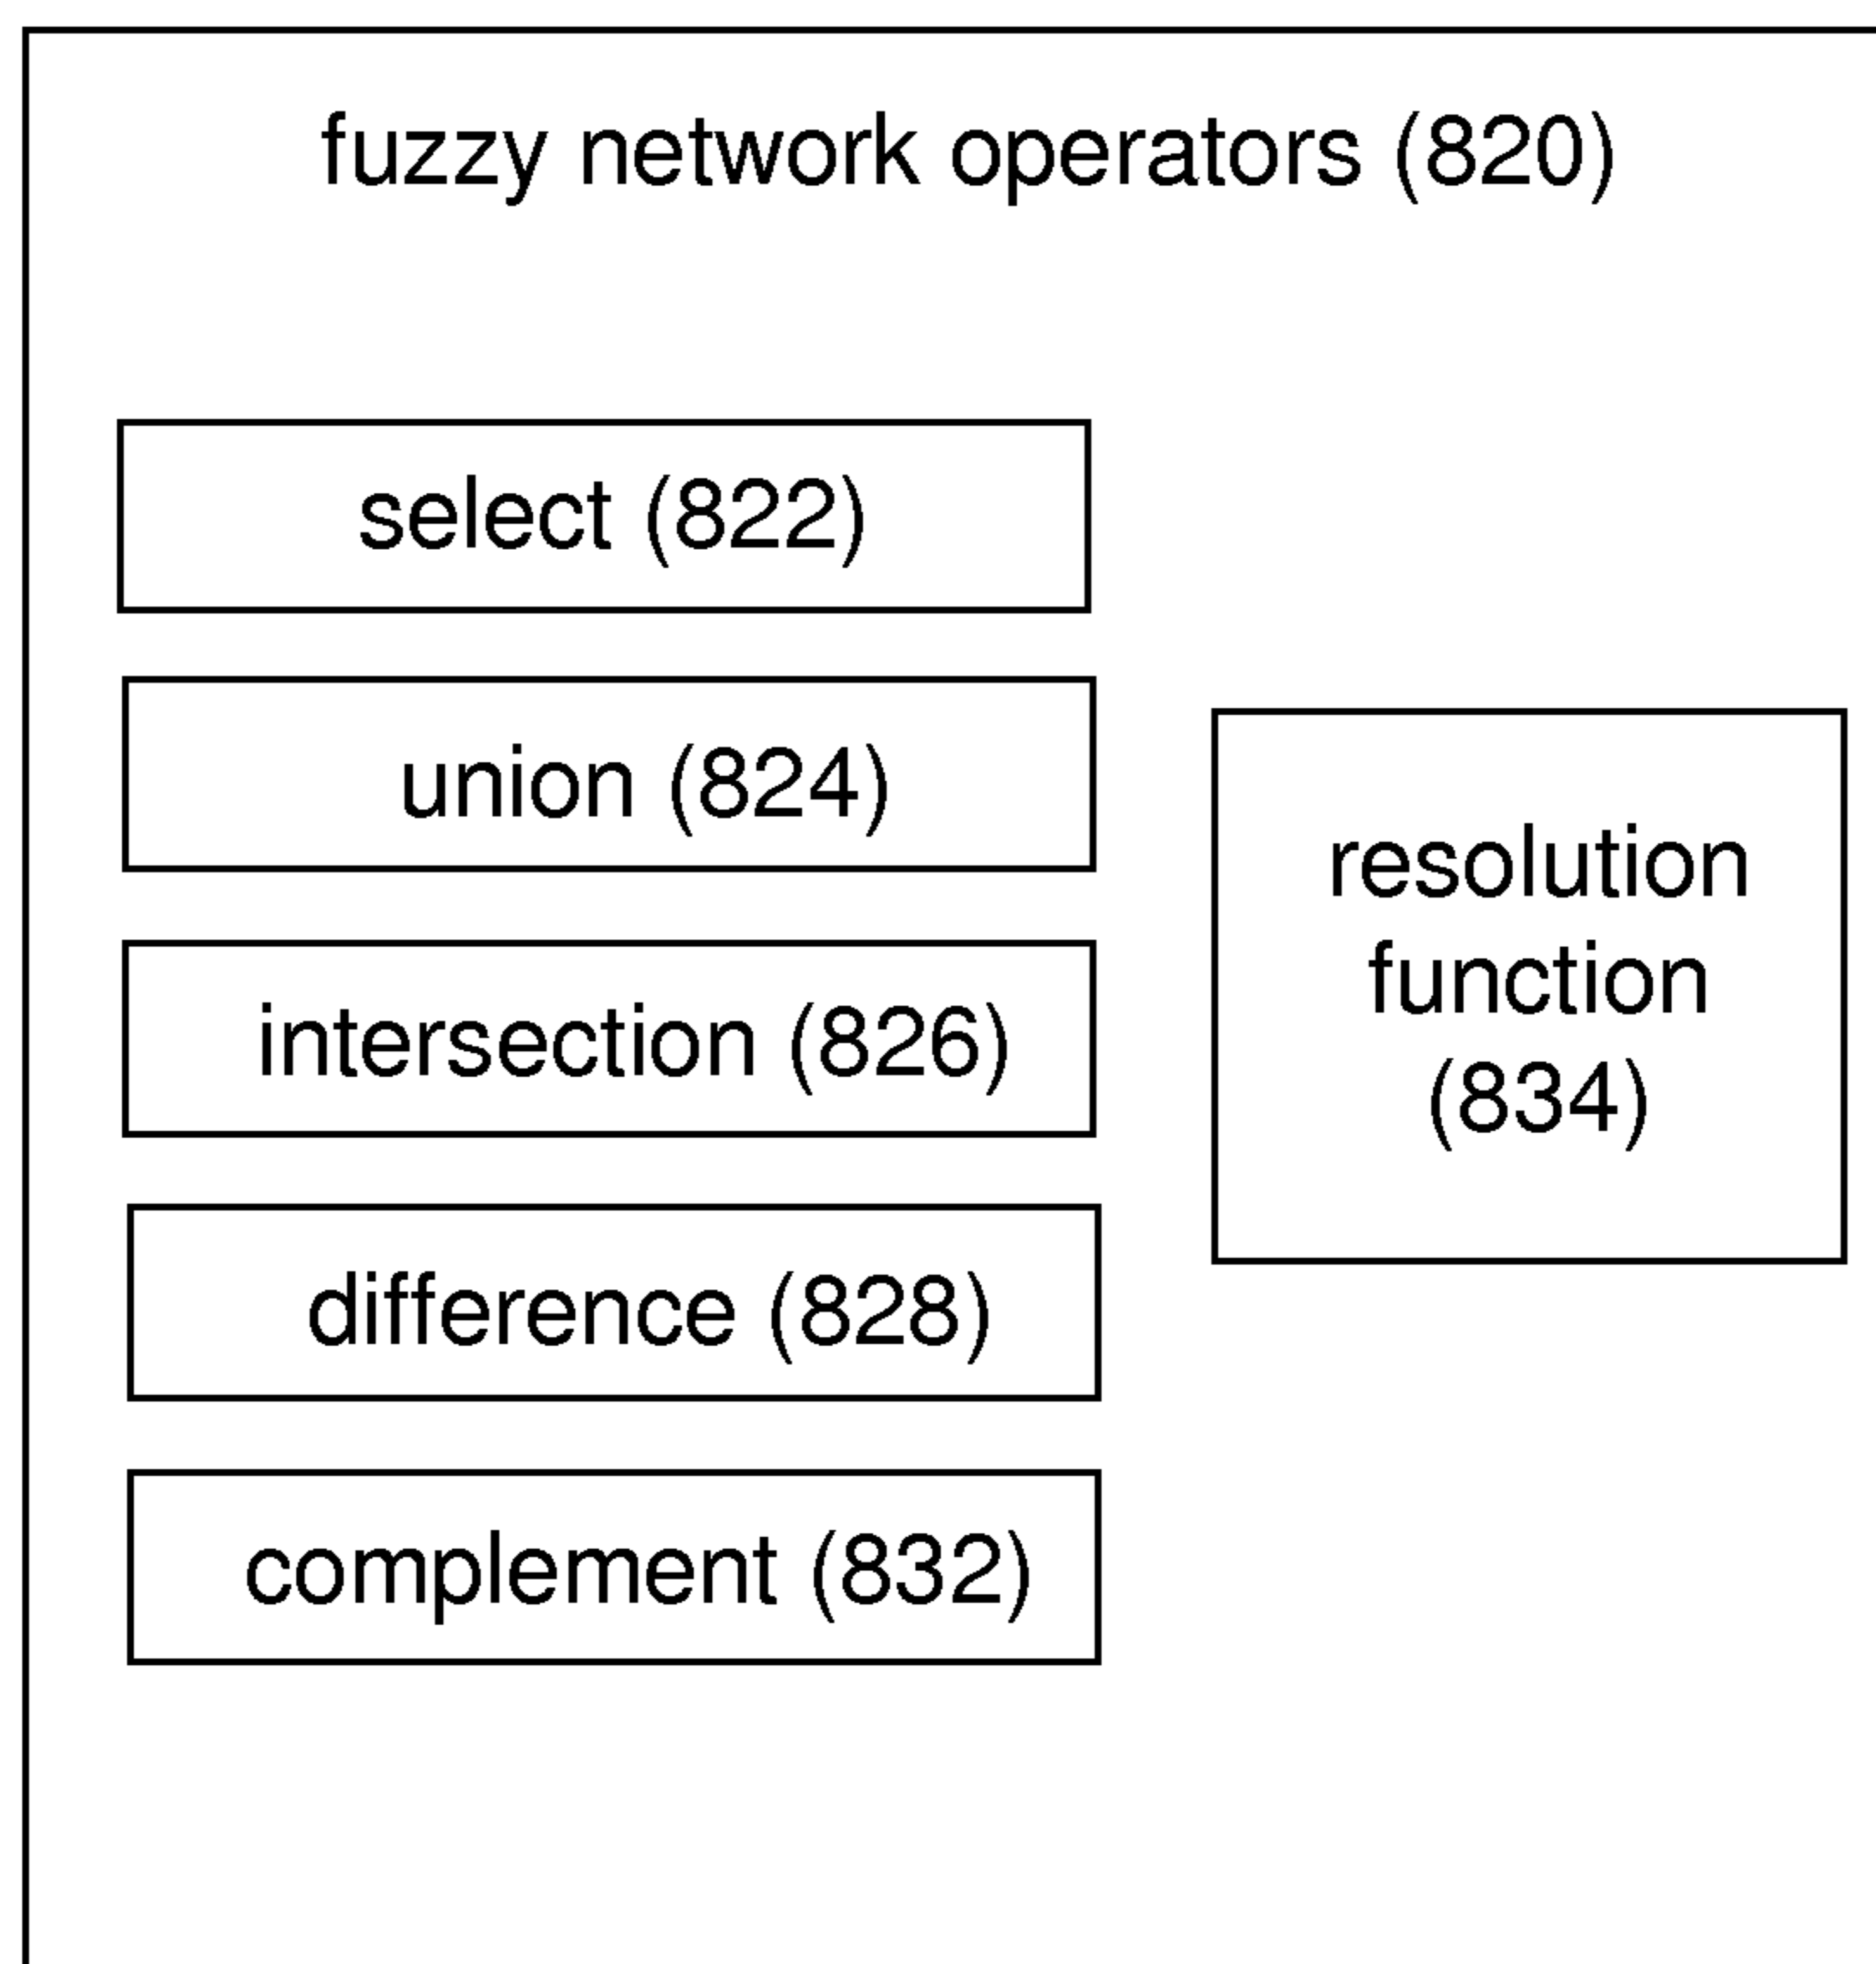 fuzzy network operators (820)
select (822)
union (824)
intersection (826)
difference (828)
complement (832)
resolution
function
(834)